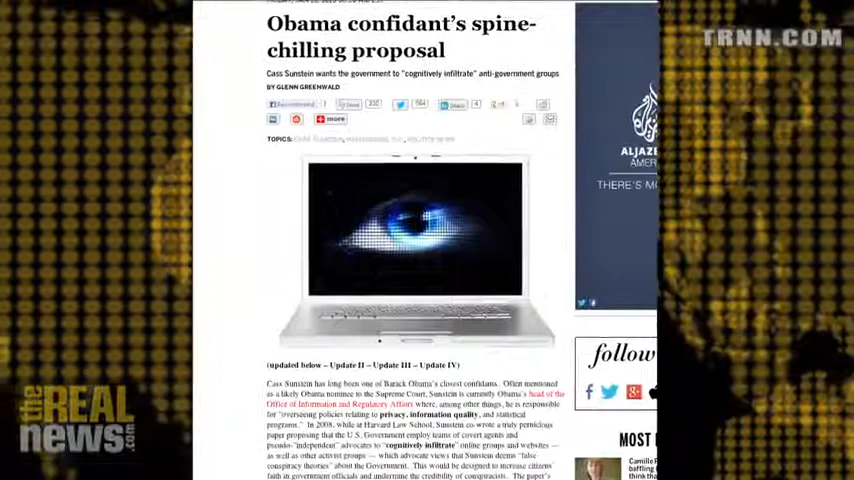 TRNN.COM
Obama confidant's spine-
chilling proposal
Cass Sunstein wants the government to "cognitively infiltrate" anti-government groups
BY GLENN GREENWALD
Recommend
Send
Share
more
TOPICS:
ALJAZE
AMER
THERE'S MO
(updated below – Update II – Update III – Update IV)
Cass Sunstein has long been one of Barack Obama's closest confidants. Often mentioned
as a likely Obama nominee to the Supreme Court, Sunstein is currently Obama's head of the
Office of Information and Regulatory Affairs where, among other things, he is responsible
for "overseeing policies relating to privacy, information quality, and statistical
programs." In 2008, while at Harvard Law School, Sunstein co-wrote a truly pernicious
paper proposing that the U.S. Government employ teams of covert agents and
pseudo-"independent" advocates to "cognitively infiltrate" online groups and websites —
as well as other activist groups — which advocate views that Sunstein deems "false
conspiracy theories" about the Government. This would be designed to increase citizens'
faith in government officials and undermine the credibility of conspiracists. The paper's
follow
MOST
Camille
baffling
think th
the REAL
news.com